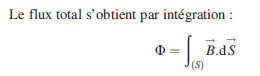 Le flux total s'obtient par intégration :
Φ = ∫(S) B⃗.dS⃗